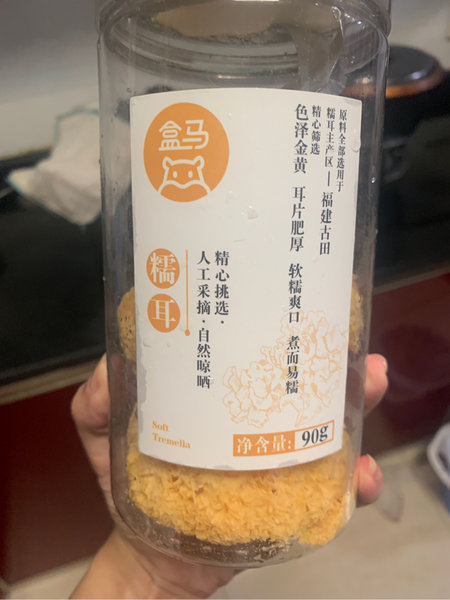 盒马
原料全部选用于
糯耳主产区—福建古田
精心筛选
色泽金黄 耳片肥厚 软糯爽口 煮而易糯
糯耳
精心挑选·
人工采摘·自然晾晒
Soft
Tremella
净含量: 90g